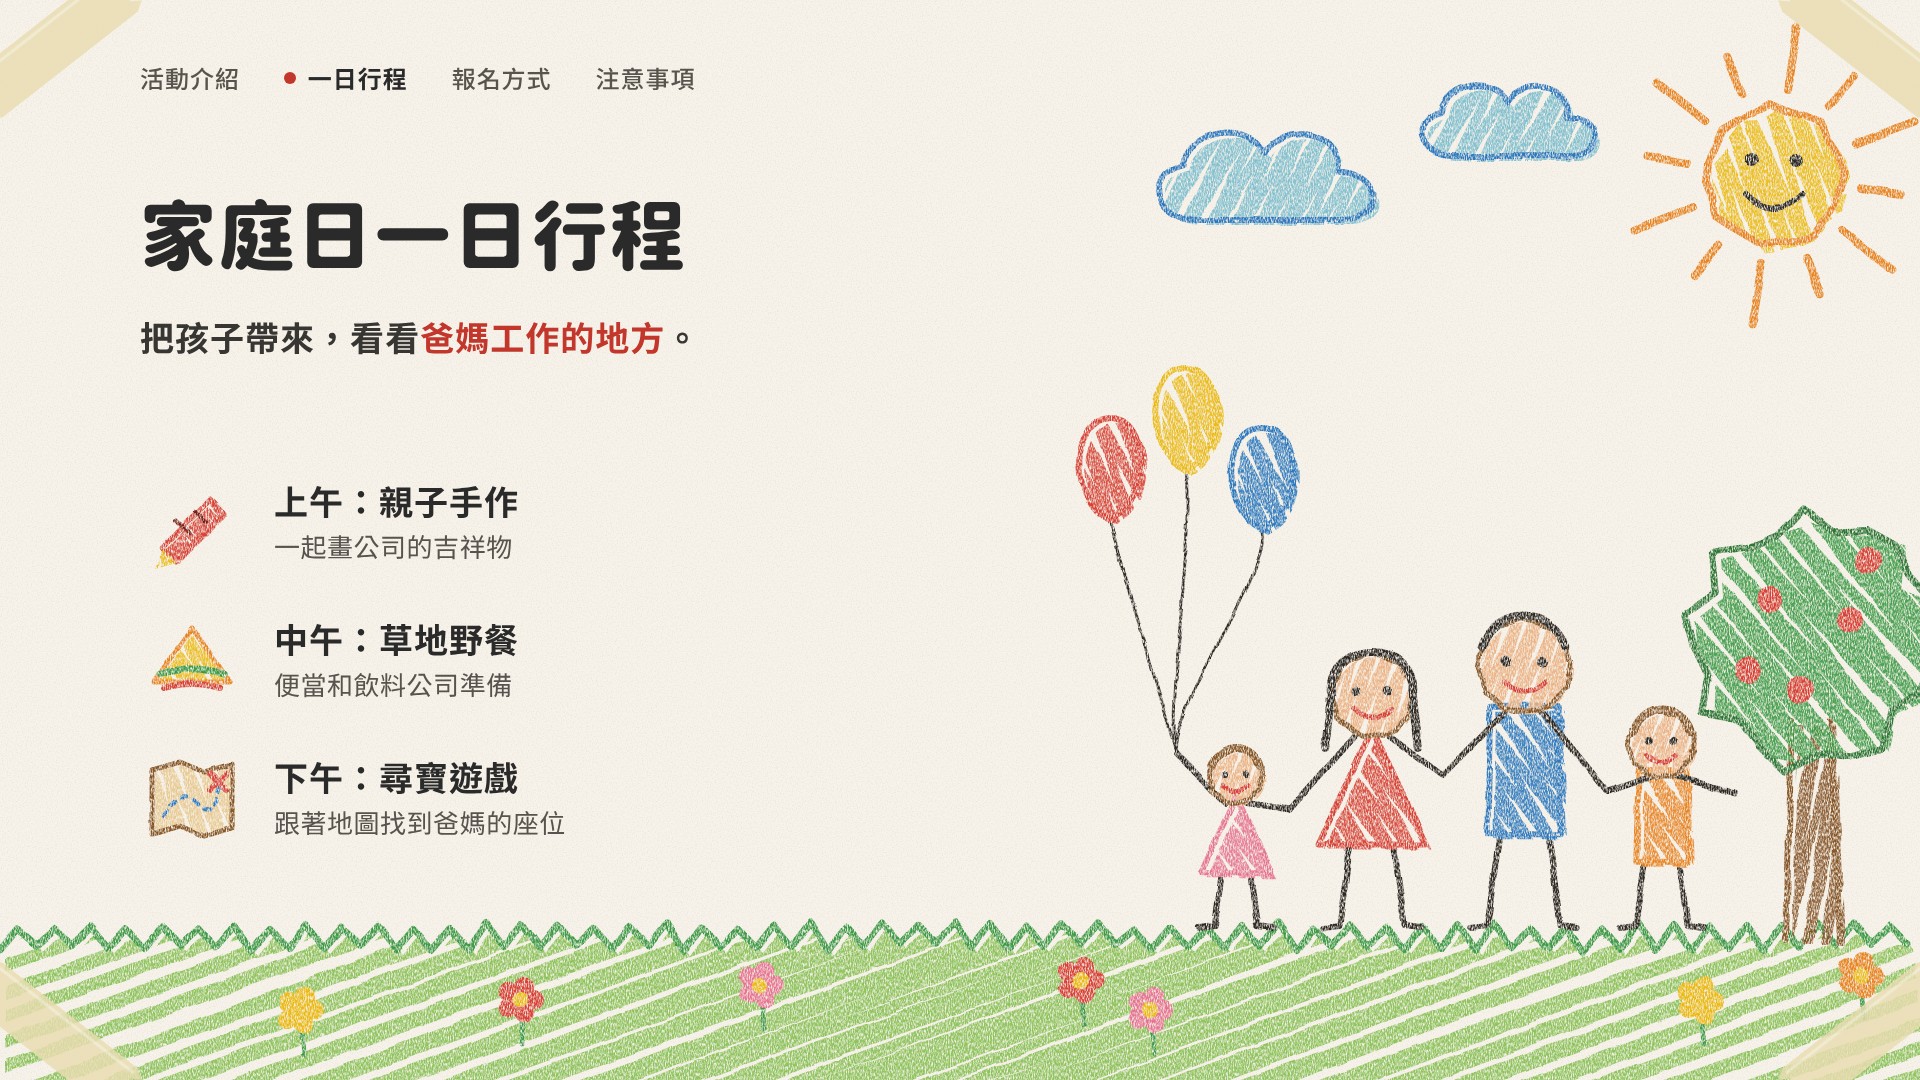 活動介紹 一日行程 報名方式 注意事項
家庭日一日行程
把孩子帶來，看看爸媽工作的地方。
上午：親子手作
一起畫公司的吉祥物
中午：草地野餐
便當和飲料公司準備
下午：尋寶遊戲
跟著地圖找到爸媽的座位